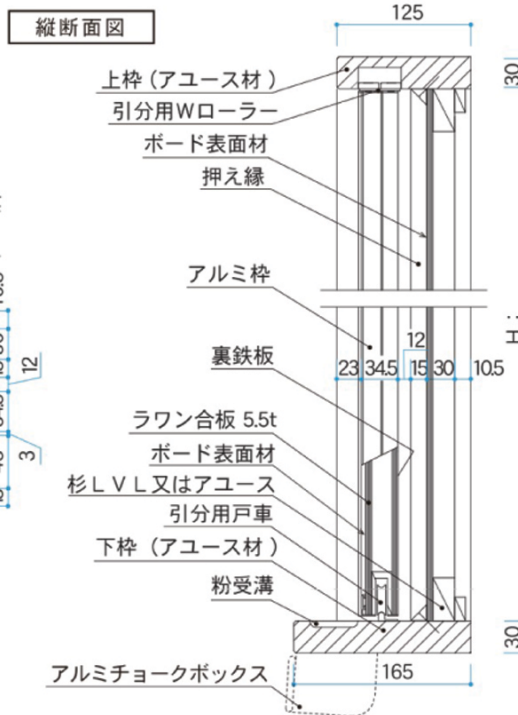 縦断面図
125
上枠(アユース材)
30
引分用Wローラー
ボード表面材
押え縁
アルミ枠
12
裏鉄板
23 34.5 15 30 10.5
12
ラワン合板 5.5t
ボード表面材
3
杉LVL又はアユース
引分用戸車
下枠(アユース材)
粉受溝
30
アルミチョークボックス
165
H: